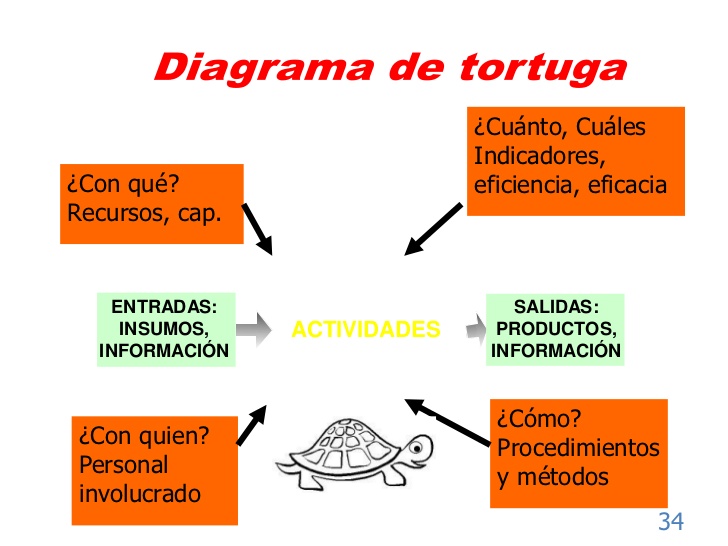 Diagrama de tortuga
¿Cuánto, Cuáles
Indicadores,
eficiencia, eficacia
¿Con qué?
Recursos, cap.
ENTRADAS:
INSUMOS,
INFORMACIÓN
ACTIVIDADES
SALIDAS:
PRODUCTOS,
INFORMACIÓN
¿Con quien?
Personal
involucrado
¿Cómo?
Procedimientos
y métodos
34